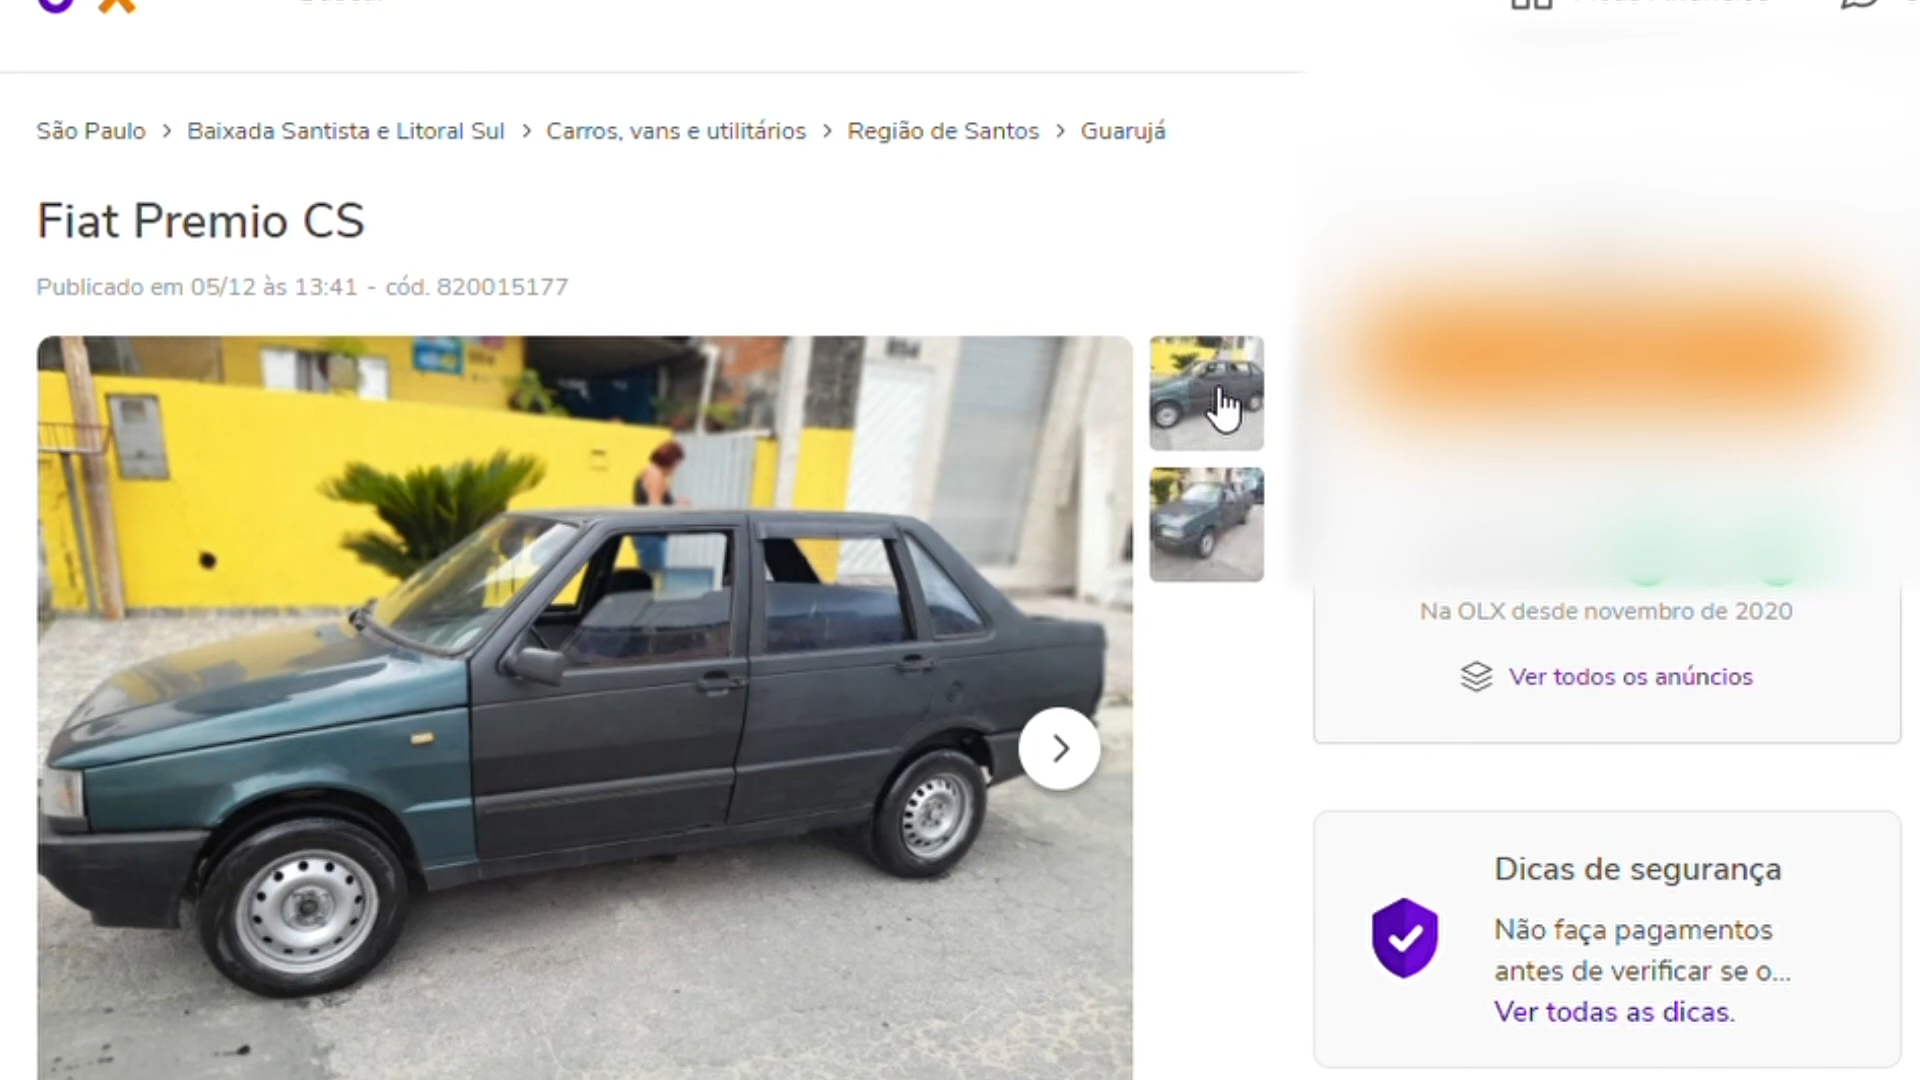 São Paulo > Baixada Santista e Litoral Sul > Carros, vans e utilitários > Região de Santos > Guarujá
Fiat Premio CS
Publicado em 05/12 às 13:41 - cód. 820015177
Na OLX desde novembro de 2020
Ver todos os anúncios
Dicas de segurança
Não faça pagamentos
antes de verificar se o...
Ver todas as dicas.